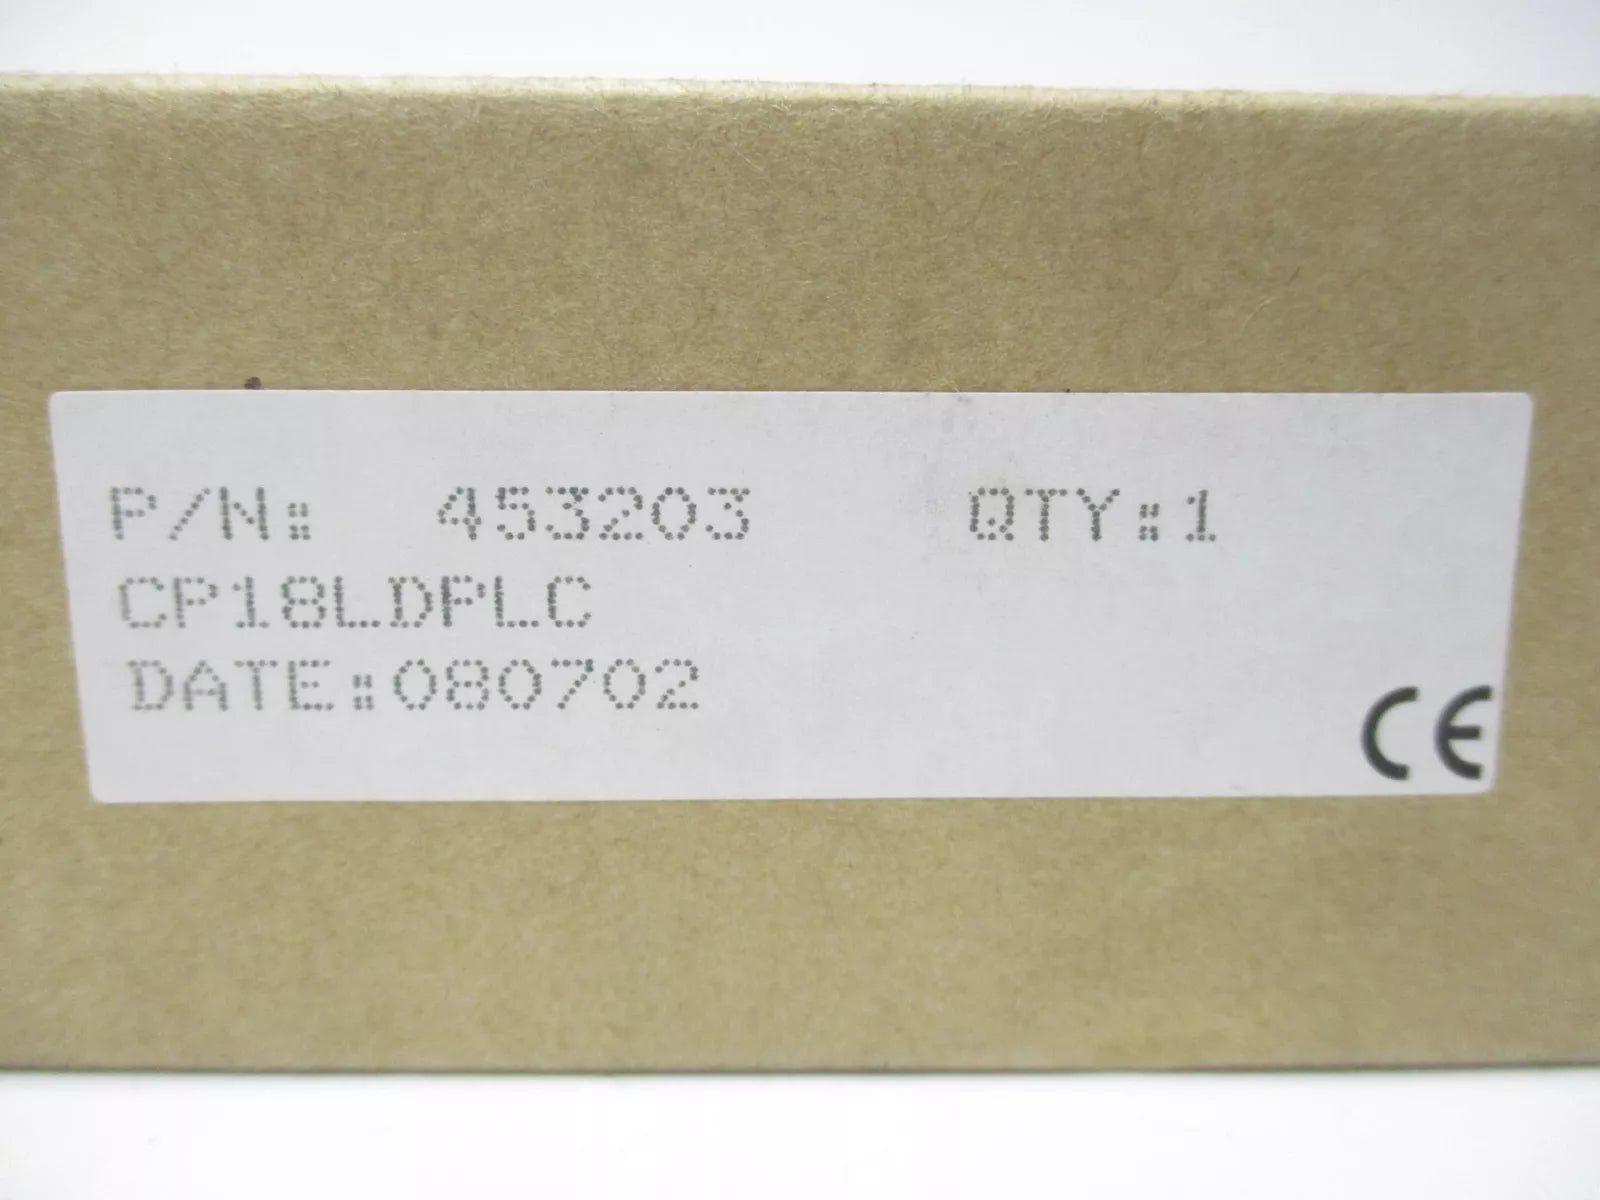 P/N: 453203 QTY:1
CP18LDPLC
DATE:080702
CE